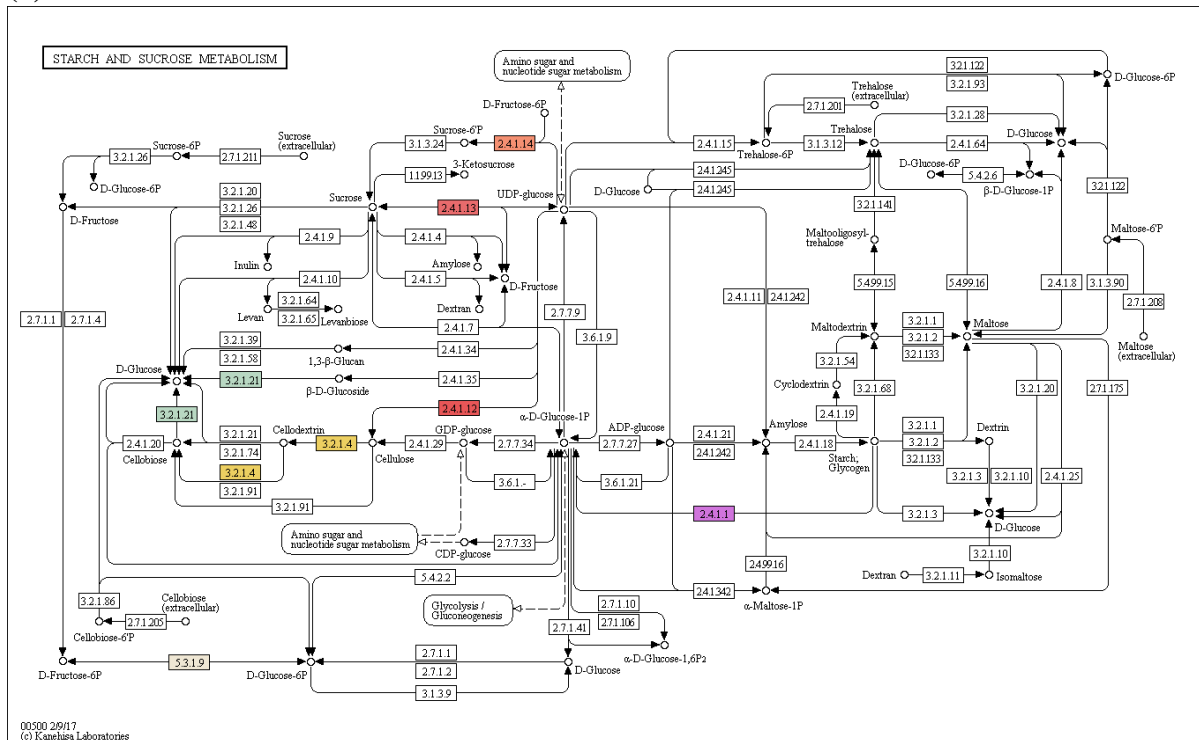 STARCH AND SUCROSE METABOLISM
Amino sugar and
nucleotide sugar metabolism
D-Fructose-6P
Sucrose-6'P
3.1.3.24
2.4.1.14
Sucrose
(extracellular)
Sucrose-6P
3.2.1.26
2.7.1.211
D-Glucose-6P
3-Ketosucrose
1.1.99.13
UDP-glucose
3.2.1.20
3.2.1.26
3.2.1.48
D-Fructose
Sucrose
2.4.1.13
2.4.1.9
2.4.1.4
Inulin
Amylose
2.4.1.10
2.4.1.5
D-Fructose
Levan
3.2.1.64
3.2.1.65
Levanbiose
Dextran
2.7.1.1
2.7.1.4
2.4.1.7
2.7.7.9
3.6.1.9
3.2.1.39
3.2.1.58
1,3-β-Glucan
2.4.1.34
D-Glucose
3.2.1.21
β-D-Glucoside
2.4.1.35
3.2.1.21
2.4.1.12
α-D-Glucose-1P
2.4.1.20
Cellobiose
3.2.1.21
3.2.1.74
Cellodextrin
3.2.1.4
Cellulose
2.4.1.29
GDP-glucose
2.7.7.34
3.2.1.4
3.2.1.91
3.6.1.-
3.2.1.91
Amino sugar and
nucleotide sugar metabolism
CDP-glucose
2.7.7.33
5.4.2.2
3.2.1.86
Cellobiose
(extracellular)
2.7.1.205
Cellobiose-6'P
Glycolysis /
Gluconeogenesis
2.7.1.10
2.7.1.106
2.7.1.41
α-D-Glucose-1,6P2
D-Fructose-6P
5.3.1.9
D-Glucose-6P
2.7.1.1
2.7.1.2
3.1.3.9
D-Glucose
3.2.1.122
3.2.1.93
D-Glucose-6P
2.7.1.201
Trehalose
(extracellular)
3.2.1.28
2.4.1.15
Trehalose-6P
3.1.3.12
Trehalose
2.4.1.64
D-Glucose
2.4.1.245
D-Glucose
2.4.1.245
D-Glucose-6P
5.4.2.6
β-D-Glucose-1P
3.2.1.122
3.2.1.141
Maltooligosyl-
trehalose
Maltose-6'P
5.4.99.15
5.4.99.16
2.4.1.8
3.1.3.90
2.4.1.11
2.4.1.242
2.7.1.208
Maltodextrin
3.2.1.1
3.2.1.2
3.2.1.133
Maltose
Maltose
(extracellular)
3.2.1.54
Cyclodextrin
3.2.1.68
3.2.1.20
2.7.1.175
2.4.1.19
ADP-glucose
2.7.7.27
2.4.1.21
2.4.1.242
Amylose
2.4.1.18
Starch;
Glycogen
3.2.1.1
3.2.1.2
3.2.1.133
Dextrin
3.6.1.21
3.2.1.3
3.2.1.10
2.4.1.25
2.4.1.1
3.2.1.3
D-Glucose
2.4.99.16
3.2.1.10
Dextran
3.2.1.11
Isomaltose
2.4.1.342
α-Maltose-1P
00500 2/9/17
(c) Kanehisa Laboratories